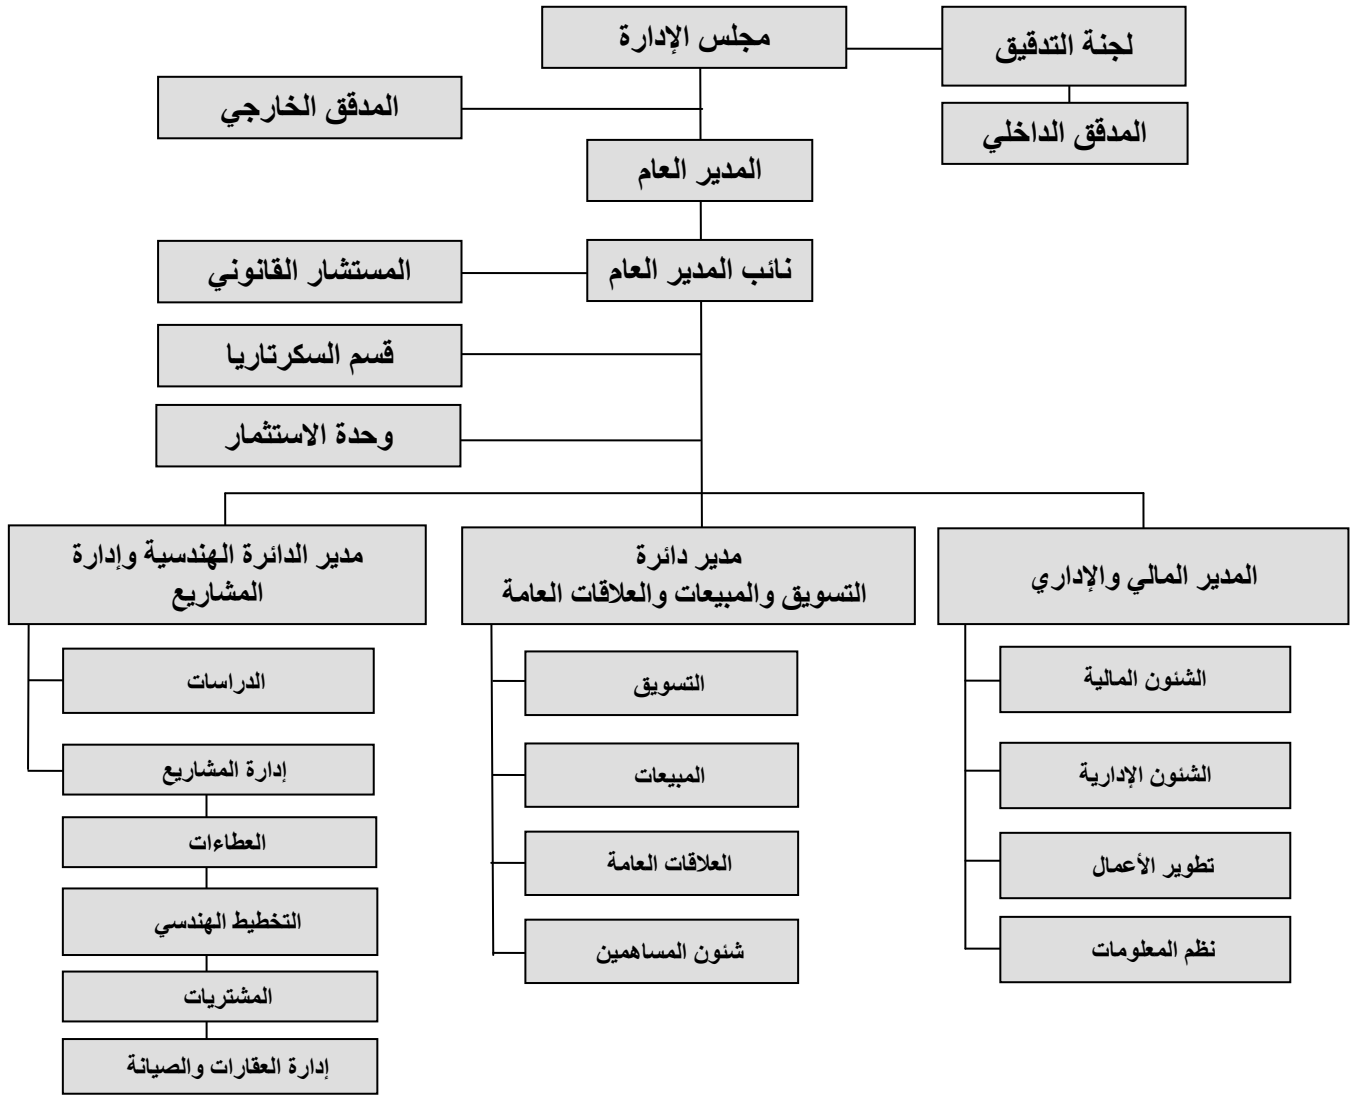 مجلس الإدارة
لجنة التدقيق
المدقق الخارجي
المدقق الداخلي
المدير العام
نائب المدير العام
المستشار القانوني
قسم السكرتاريا
وحدة الاستثمار
المدير المالي والإداري
الشئون المالية
الشئون الإدارية
تطوير الأعمال
نظم المعلومات
مدير دائرة
التسويق والمبيعات والعلاقات العامة
التسويق
المبيعات
العلاقات العامة
شئون المساهمين
مدير الدائرة الهندسية وإدارة
المشاريع
الدراسات
إدارة المشاريع
العطاءات
التخطيط الهندسي
المشتريات
إدارة العقارات والصيانة